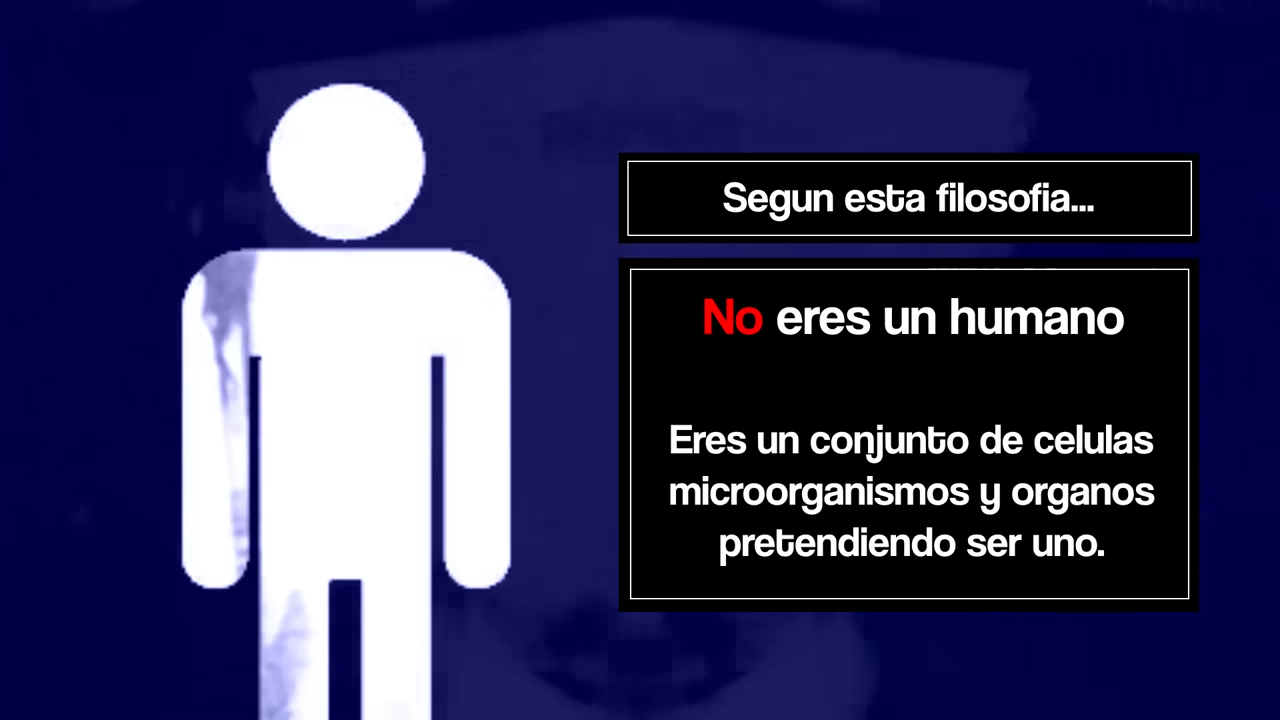 Segun esta filosofia...
No eres un humano
Eres un conjunto de celulas
microorganismos y organos
pretendiendo ser uno.